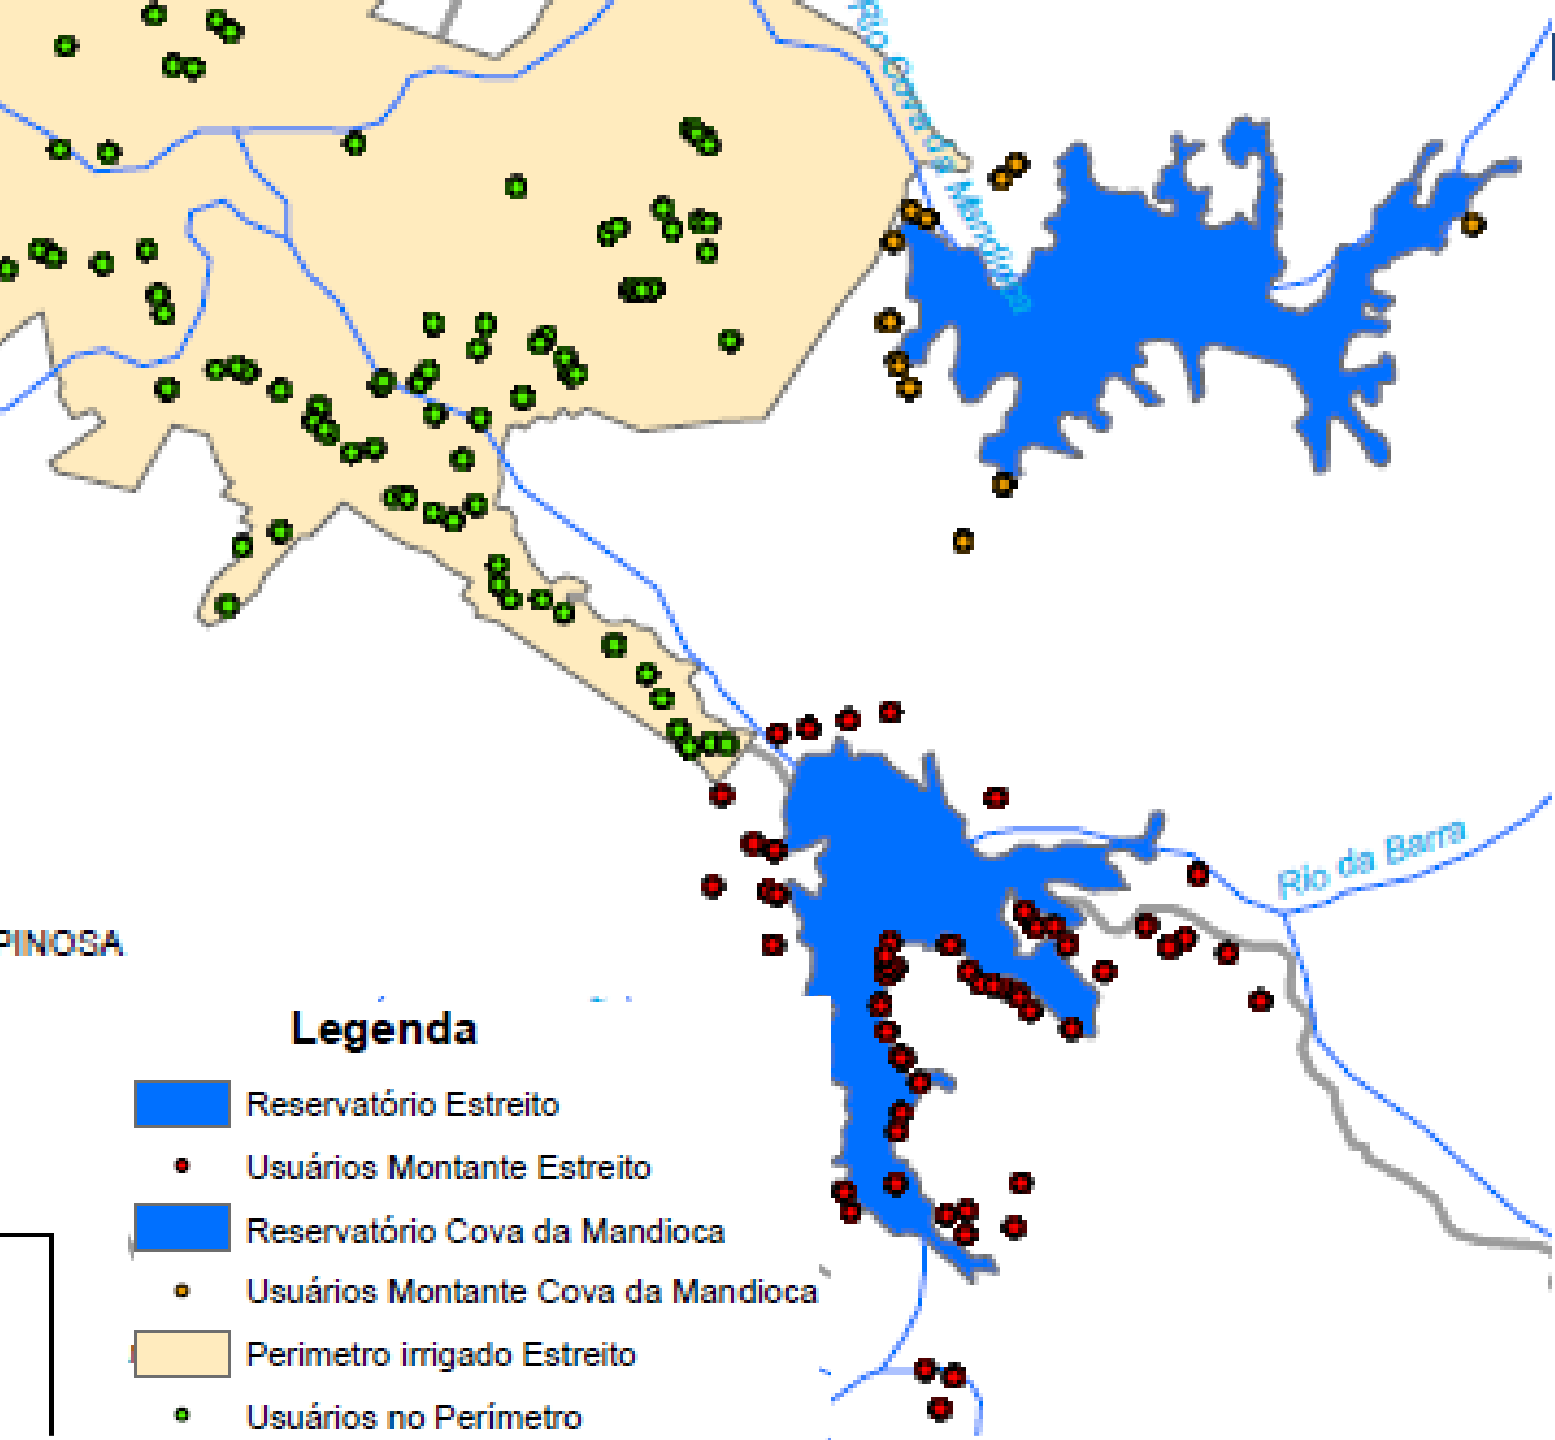 Rio Cova da Mandioca
Rio da Barra
PINOSA
Legenda
Reservatório Estreito
Usuários Montante Estreito
Reservatório Cova da Mandioca
Usuários Montante Cova da Mandioca
Perimetro irrigado Estreito
Usuários no Perímetro